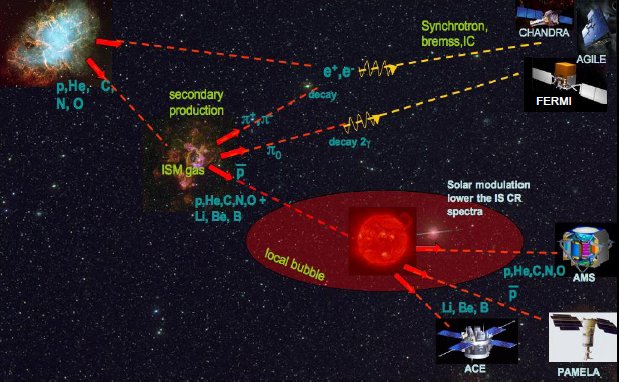 Synchrotron,
bremss,IC
CHANDRA
AGILE
e⁺,e⁻
FERMI
p,He, C,
N, O
secondary
production
decay
π⁺,π⁻
decay 2γ
π₀
ISM gas
p̅
p,He,C,N,O +
Li, Be, B
Solar modulation
lower the IS CR
spectra
local bubble
p,He,C,N,O
AMS
p̅
Li, Be, B
ACE
PAMELA